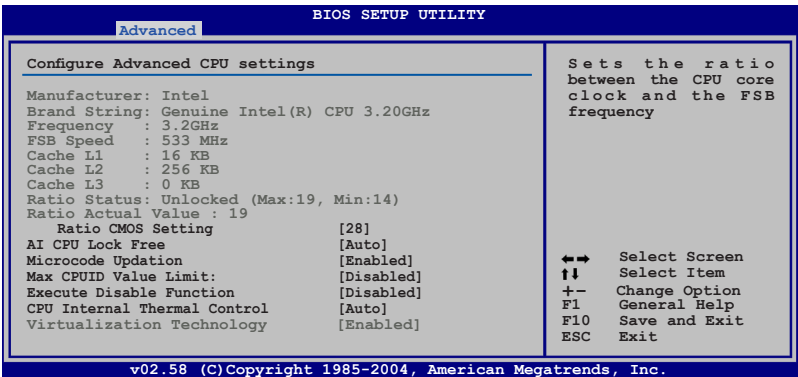 BIOS SETUP UTILITY
Advanced
Configure Advanced CPU settings
Manufacturer: Intel
Brand String: Genuine Intel(R) CPU 3.20GHz
Frequency : 3.2GHz
FSB Speed : 533 MHz
Cache L1 : 16 KB
Cache L2 : 256 KB
Cache L3 : 0 KB
Ratio Status: Unlocked (Max:19, Min:14)
Ratio Actual Value : 19
Ratio CMOS Setting [28]
AI CPU Lock Free [Auto]
Microcode Updation [Enabled]
Max CPUID Value Limit: [Disabled]
Execute Disable Function [Disabled]
CPU Internal Thermal Control [Auto]
Virtualization Technology [Enabled]
Sets the ratio
between the CPU core
clock and the FSB
frequency
←→ Select Screen
↑↓ Select Item
+- Change Option
F1 General Help
F10 Save and Exit
ESC Exit
v02.58 (C)Copyright 1985-2004, American Megatrends, Inc.